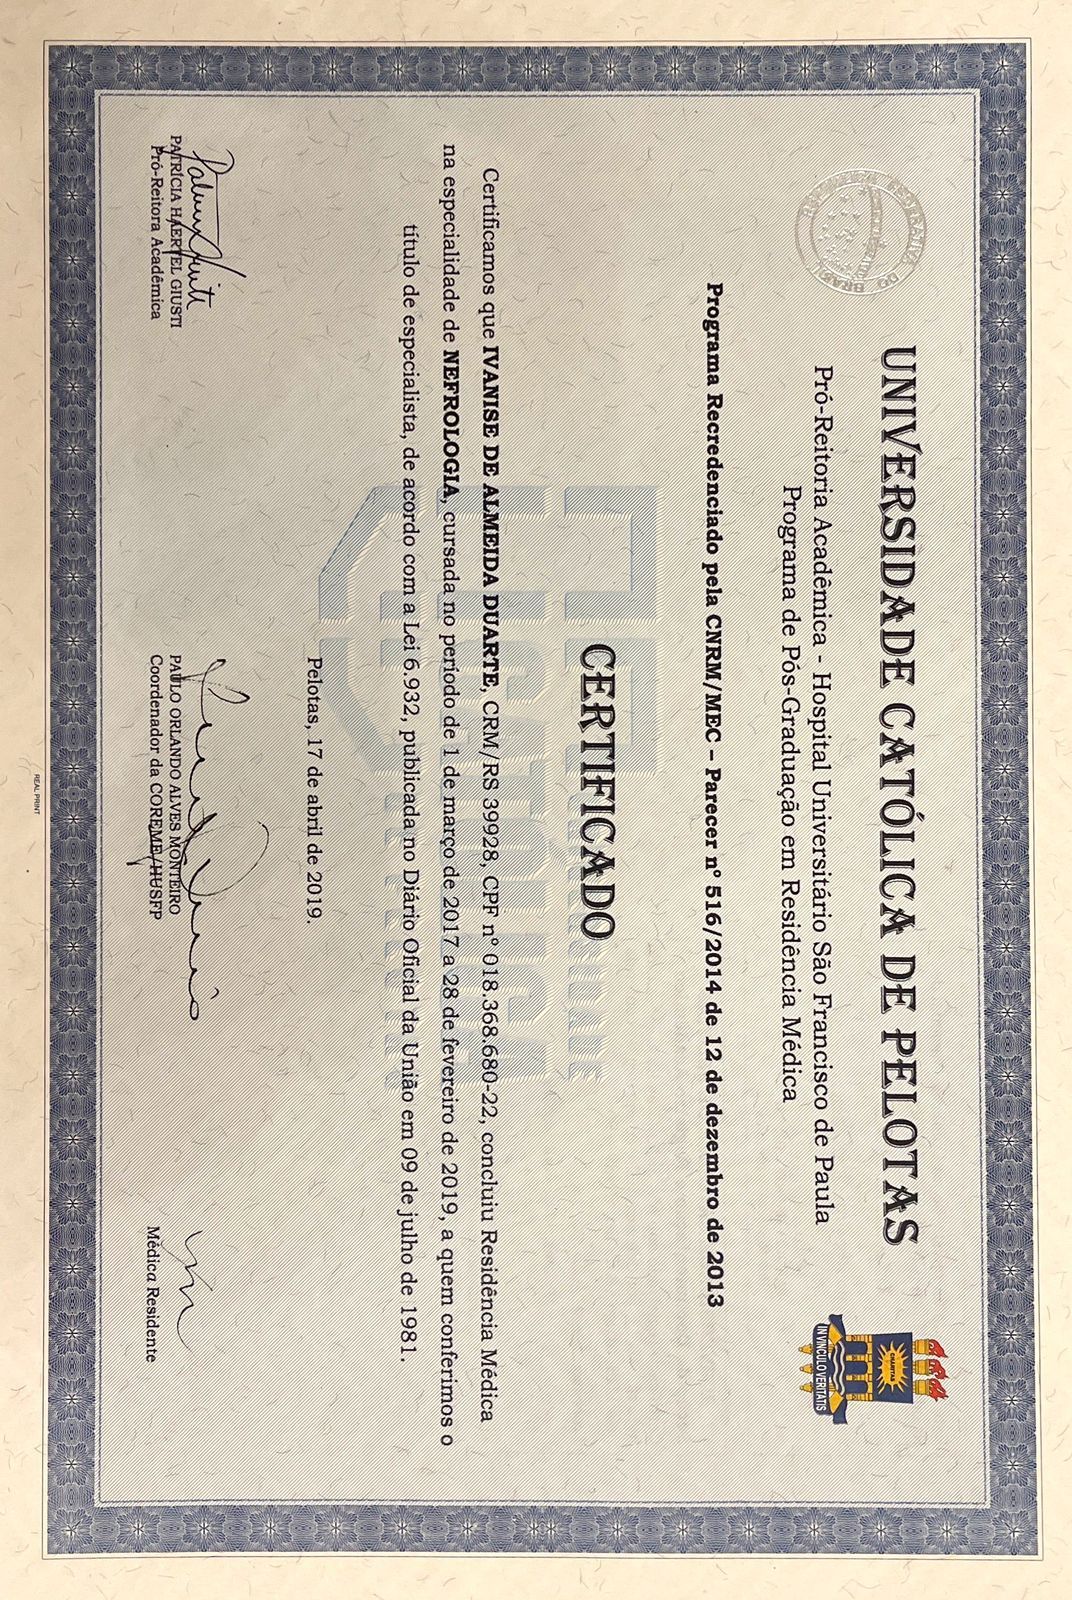 UNIVERSIDADE CATÓLICA DE PELOTAS
Pró-Reitoria Acadêmica - Hospital Universitário São Francisco de Paula
Programa de Pós-Graduação em Residência Médica
Programa Recredenciado pela CNRM/MEC – Parecer nº 516/2014 de 12 de dezembro de 2013
CHARITAS
IN VINCULO VERITATIS
CERTIFICADO
Certificamos que IVANISE DE ALMEIDA DUARTE, CRM/RS 39928, CPF nº 018.368.680-22, concluiu Residência Médica
na especialidade de NEFROLOGIA, cursada no período de 1 de março de 2017 a 28 de fevereiro de 2019, a quem conferimos o
título de especialista, de acordo com a Lei 6.932, publicada no Diário Oficial da União em 09 de julho de 1981.
Pelotas, 17 de abril de 2019.
PATRÍCIA HAERTEL GIUSTI
Pró-Reitora Acadêmica
PAULO ORLANDO ALVES MONTEIRO
Coordenador da COREME/HUSFP
Médica Residente
REAL PRINT